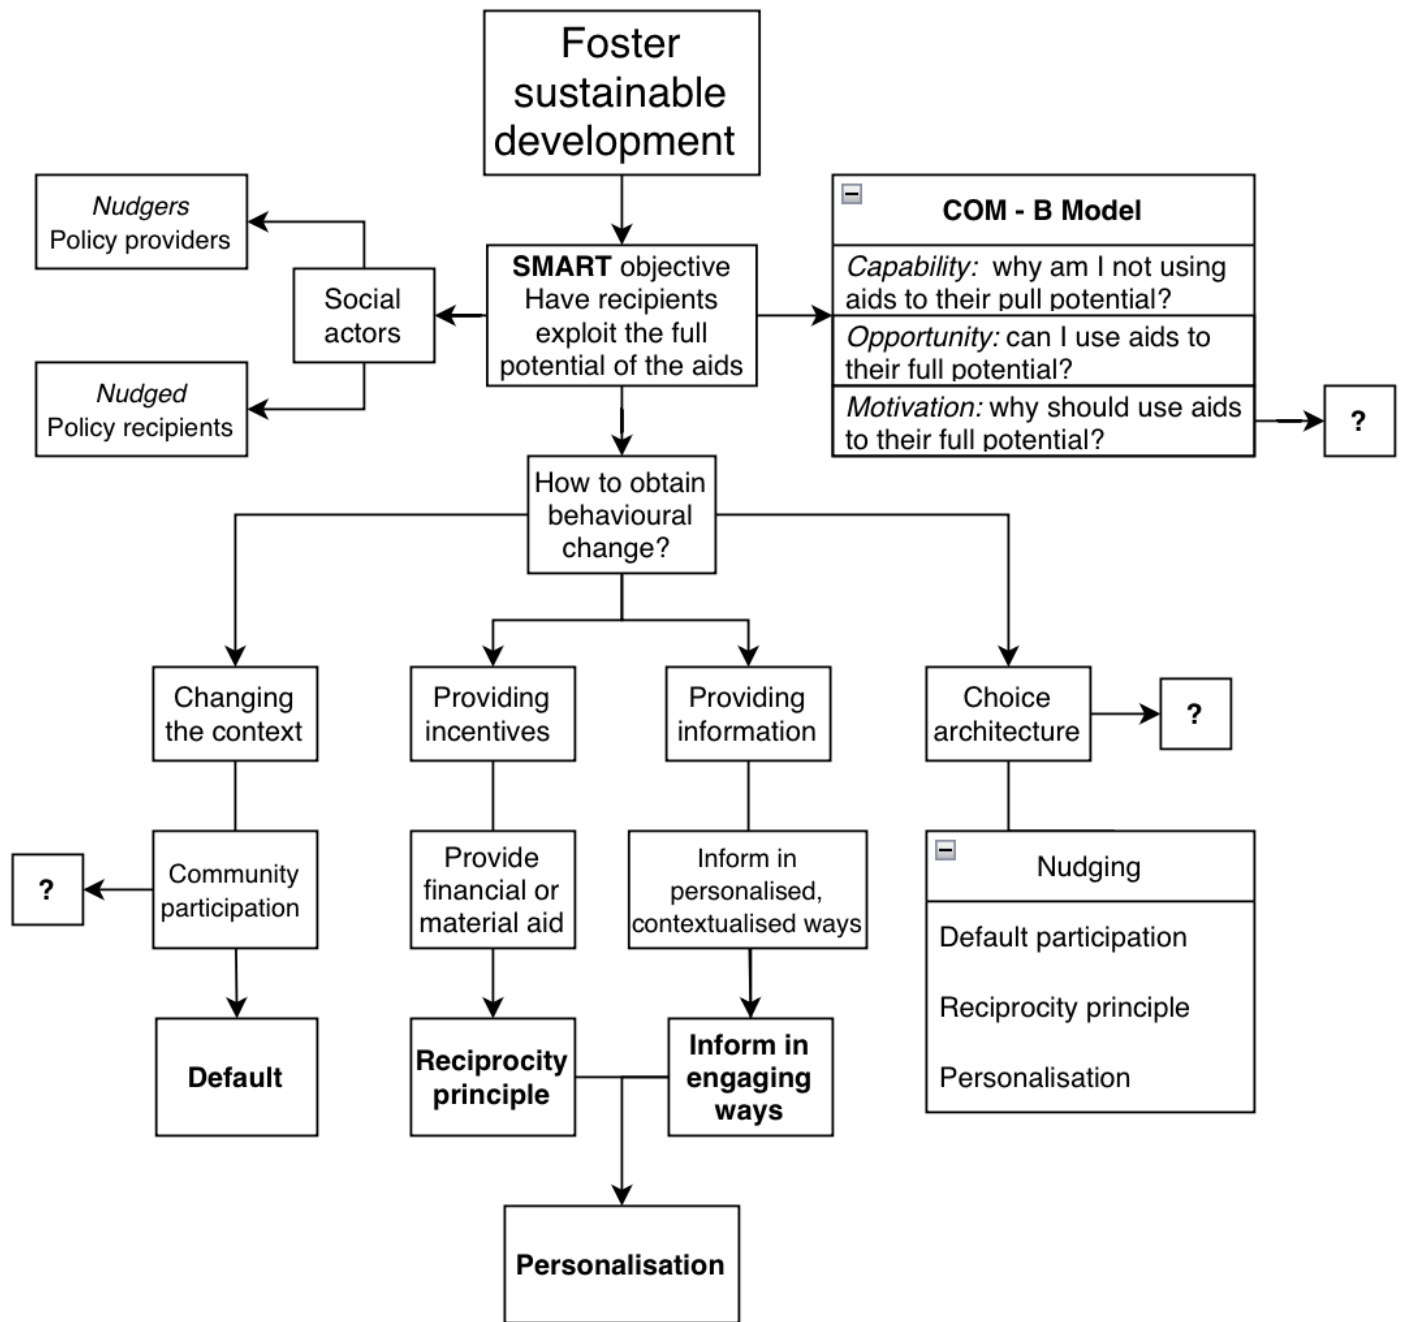 Foster
sustainable
development
Nudgers
Policy providers
Social
actors
Nudged
Policy recipients
SMART objective
Have recipients
exploit the full
potential of the aids
COM - B Model
Capability: why am I not using
aids to their pull potential?
Opportunity: can I use aids to
their full potential?
Motivation: why should use aids
to their full potential?
?
How to obtain
behavioural
change?
Changing
the context
Providing
incentives
Providing
information
Choice
architecture
?
?
Community
participation
Provide
financial or
material aid
Inform in
personalised,
contextualised ways
Nudging
Default participation
Reciprocity principle
Personalisation
Default
Reciprocity
principle
Inform in
engaging
ways
Personalisation